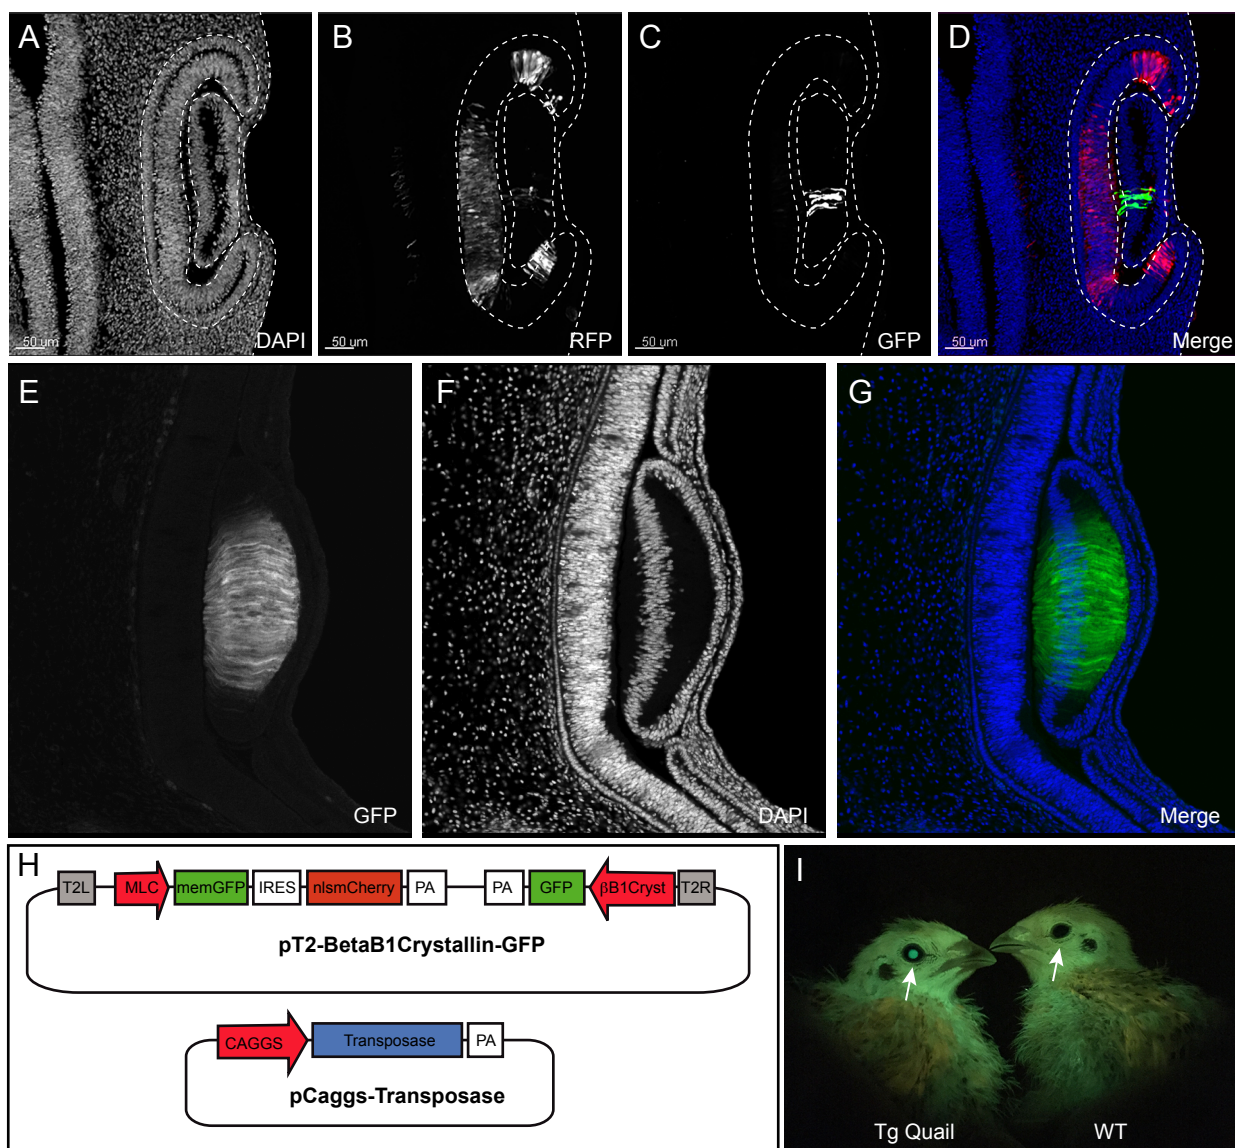 A
B
C
D
50 µm
DAPI
50 µm
RFP
50 µm
GFP
50 µm
Merge
E
F
G
GFP
DAPI
Merge
H
T2L
MLC
memGFP
IRES
nlsmCherry
PA
PA
GFP
βB1Cryst
T2R
pT2-BetaB1Crystallin-GFP
CAGGS
Transposase
PA
pCaggs-Transposase
I
Tg Quail
WT